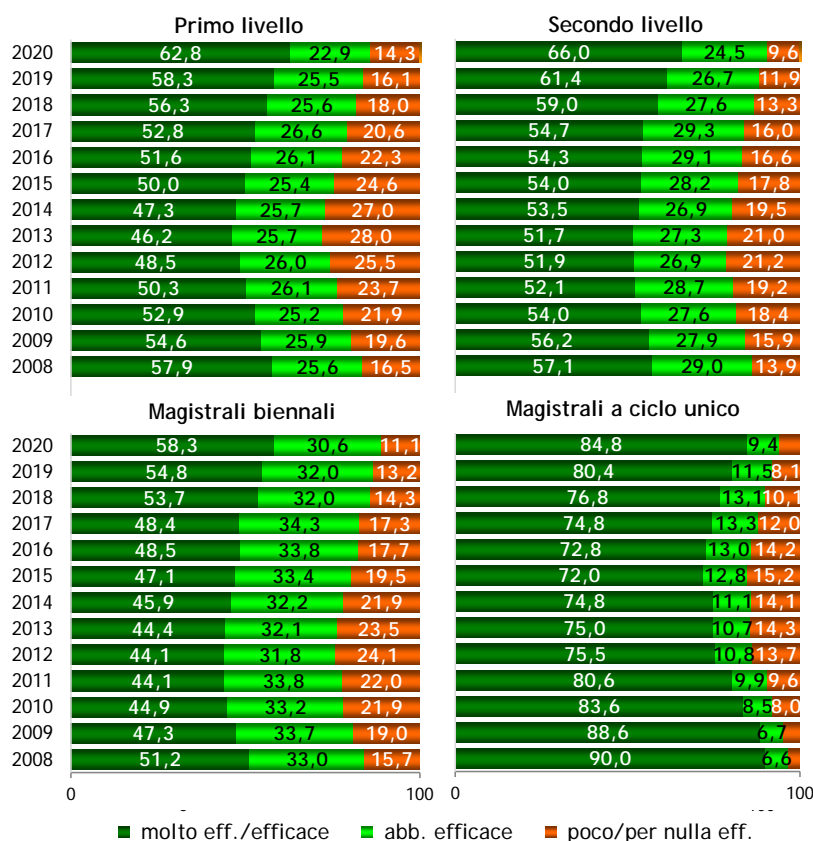 Primo livello
2020 62,8 22,9 14,3
2019 58,3 25,5 16,1
2018 56,3 25,6 18,0
2017 52,8 26,6 20,6
2016 51,6 26,1 22,3
2015 50,0 25,4 24,6
2014 47,3 25,7 27,0
2013 46,2 25,7 28,0
2012 48,5 26,0 25,5
2011 50,3 26,1 23,7
2010 52,9 25,2 21,9
2009 54,6 25,9 19,6
2008 57,9 25,6 16,5
Secondo livello
66,0 24,5 9,6
61,4 26,7 11,9
59,0 27,6 13,3
54,7 29,3 16,0
54,3 29,1 16,6
54,0 28,2 17,8
53,5 26,9 19,5
51,7 27,3 21,0
51,9 26,9 21,2
52,1 28,7 19,2
54,0 27,6 18,4
56,2 27,9 15,9
57,1 29,0 13,9
Magistrali biennali
2020 58,3 30,6 11,1
2019 54,8 32,0 13,2
2018 53,7 32,0 14,3
2017 48,4 34,3 17,3
2016 48,5 33,8 17,7
2015 47,1 33,4 19,5
2014 45,9 32,2 21,9
2013 44,4 32,1 23,5
2012 44,1 31,8 24,1
2011 44,1 33,8 22,0
2010 44,9 33,2 21,9
2009 47,3 33,7 19,0
2008 51,2 33,0 15,7
0 100
Magistrali a ciclo unico
84,8 9,4
80,4 11,5 8,1
76,8 13,1 10,1
74,8 13,3 12,0
72,8 13,0 14,2
72,0 12,8 15,2
74,8 11,1 14,1
75,0 10,7 14,3
75,5 10,8 13,7
80,6 9,9 9,6
83,6 8,5 8,0
88,6 6,7
90,0 6,6
0 100
molto eff./efficace abb. efficace poco/per nulla eff.